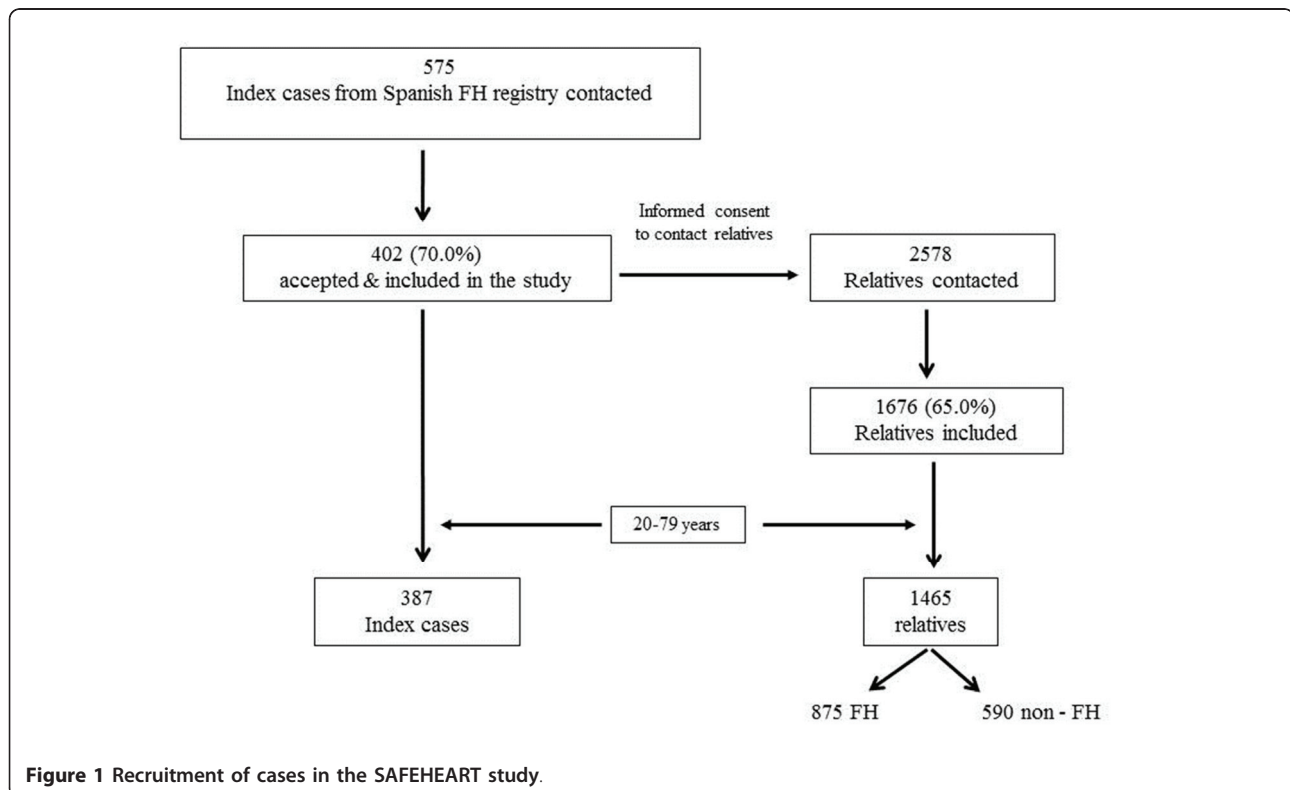 575
Index cases from Spanish FH registry contacted
402 (70.0%)
accepted & included in the study
Informed consent
to contact relatives
2578
Relatives contacted
1676 (65.0%)
Relatives included
20-79 years
387
Index cases
1465
relatives
875 FH
590 non - FH
Figure 1 Recruitment of cases in the SAFEHEART study.